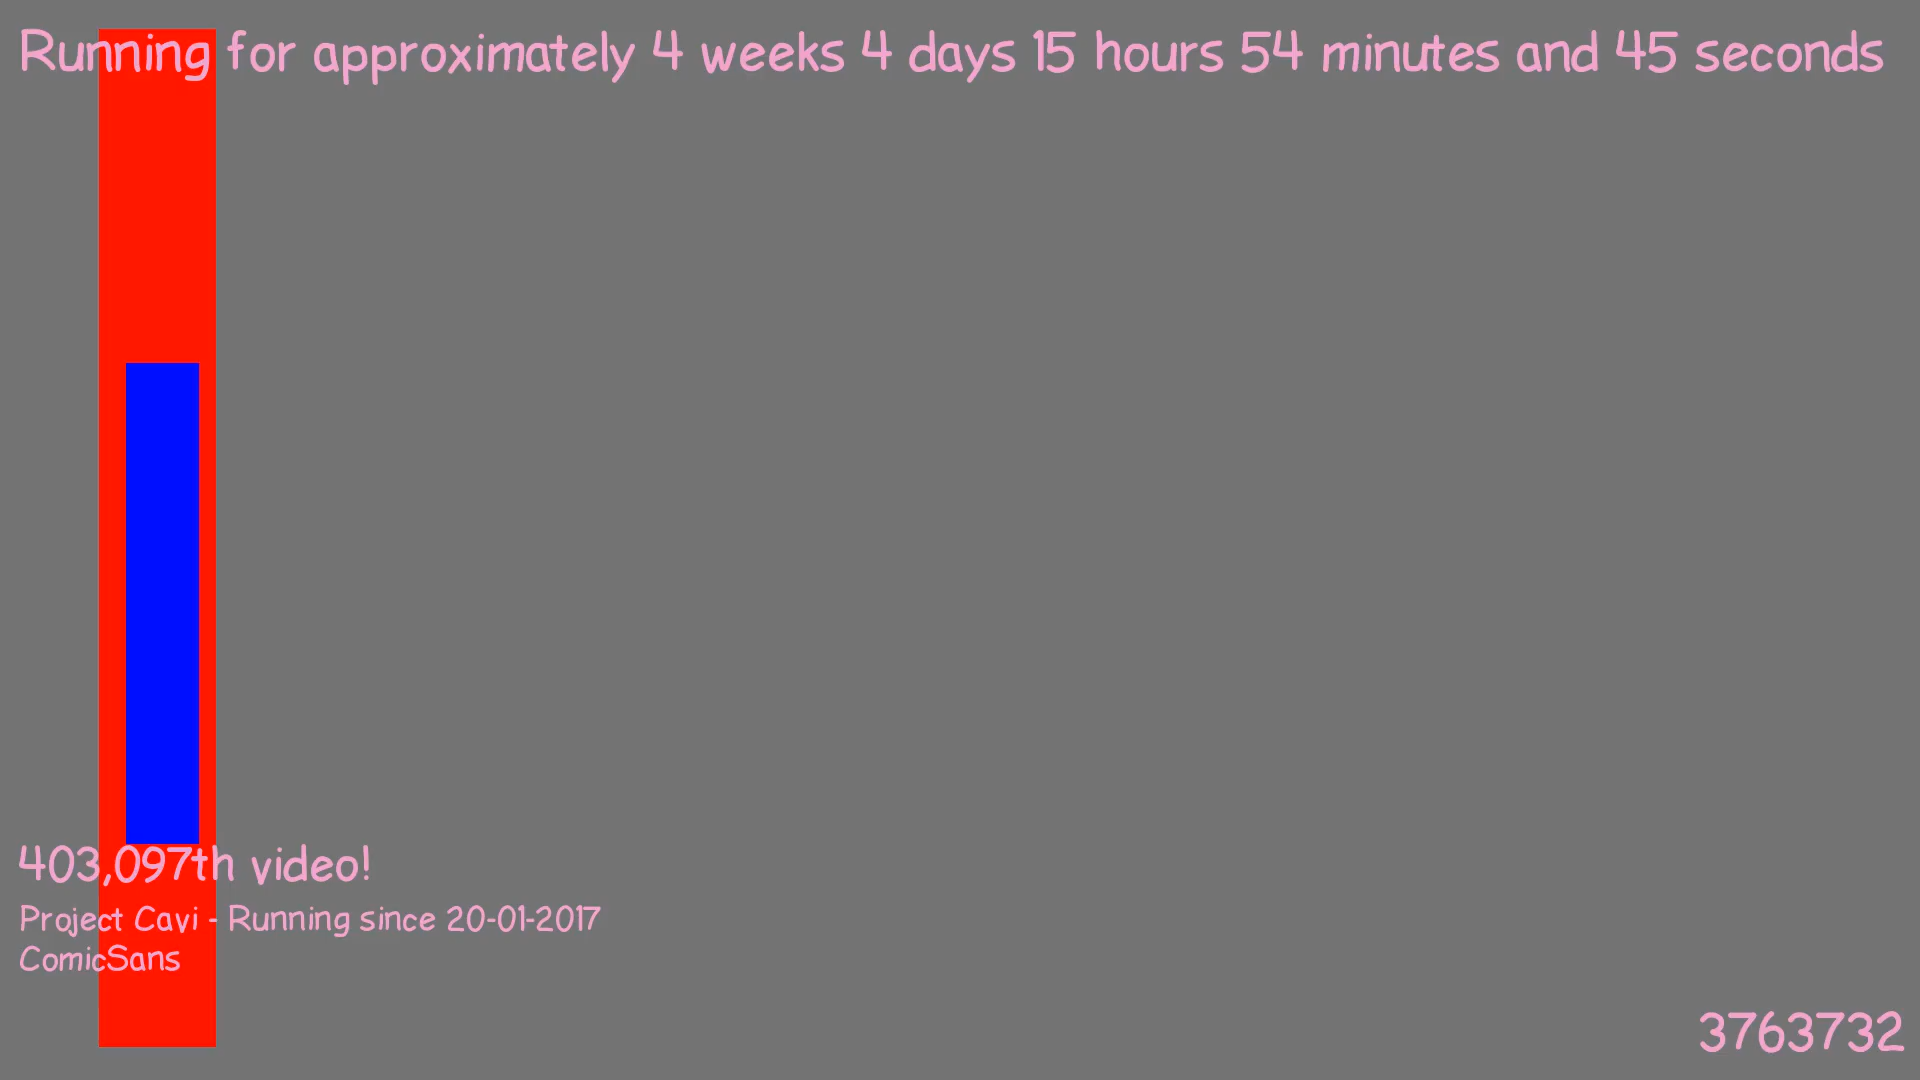 Running for approximately 4 weeks 4 days 15 hours 54 minutes and 45 seconds
403,097th video!
Project Cavi - Running since 20-01-2017
ComicSans
3763732